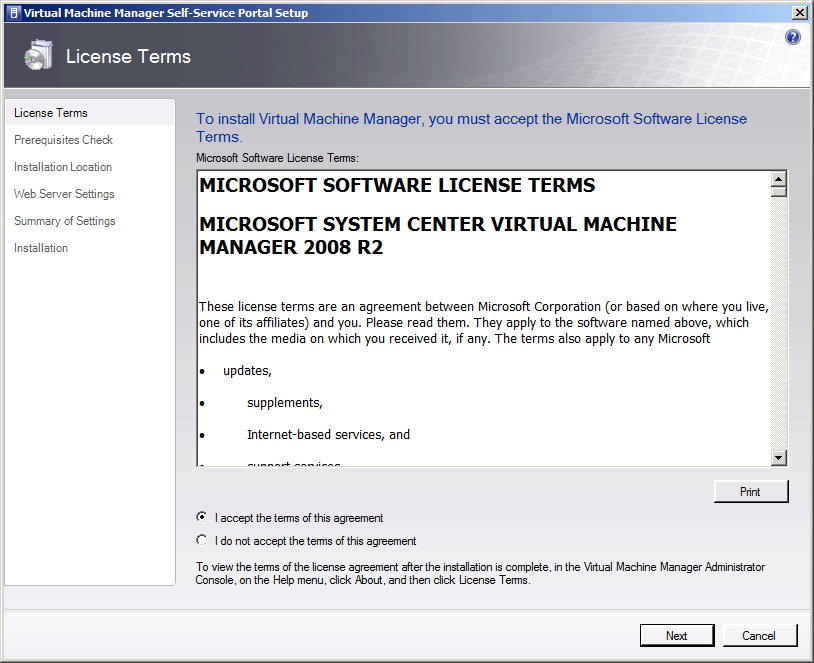 Virtual Machine Manager Self-Service Portal Setup
License Terms
License Terms
Prerequisites Check
Installation Location
Web Server Settings
Summary of Settings
Installation
To install Virtual Machine Manager, you must accept the Microsoft Software License
Terms.
Microsoft Software License Terms:
MICROSOFT SOFTWARE LICENSE TERMS
MICROSOFT SYSTEM CENTER VIRTUAL MACHINE
MANAGER 2008 R2
These license terms are an agreement between Microsoft Corporation (or based on where you live,
one of its affiliates) and you. Please read them. They apply to the software named above, which
includes the media on which you received it, if any. The terms also apply to any Microsoft
• updates,
• supplements,
• Internet-based services, and
• support services
Print
I accept the terms of this agreement
I do not accept the terms of this agreement
To view the terms of the license agreement after the installation is complete, in the Virtual Machine Manager Administrator
Console, on the Help menu, click About, and then click License Terms.
Next
Cancel